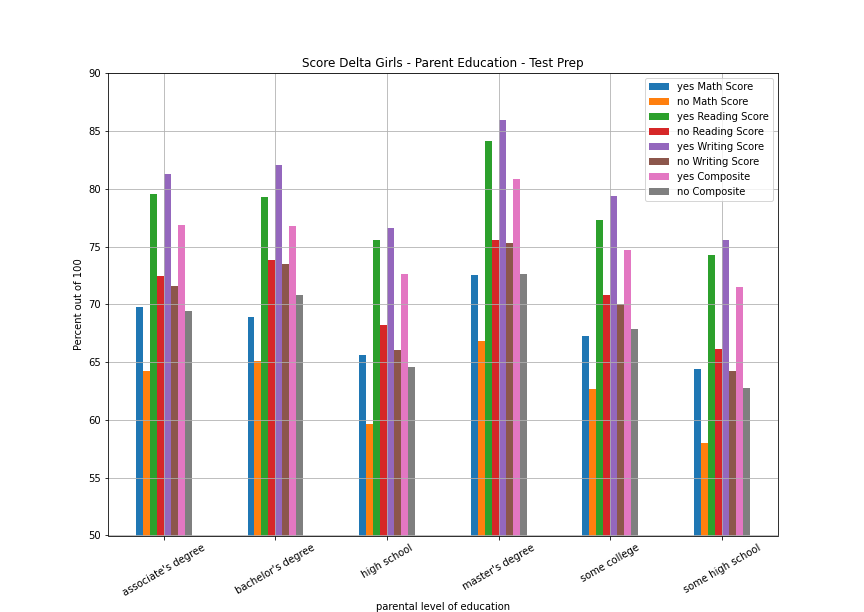 Score Delta Girls - Parent Education - Test Prep
90
85
80
75
70
65
60
55
50
Percent out of 100
yes Math Score
no Math Score
yes Reading Score
no Reading Score
yes Writing Score
no Writing Score
yes Composite
no Composite
associate's degree
bachelor's degree
high school
master's degree
some college
some high school
parental level of education